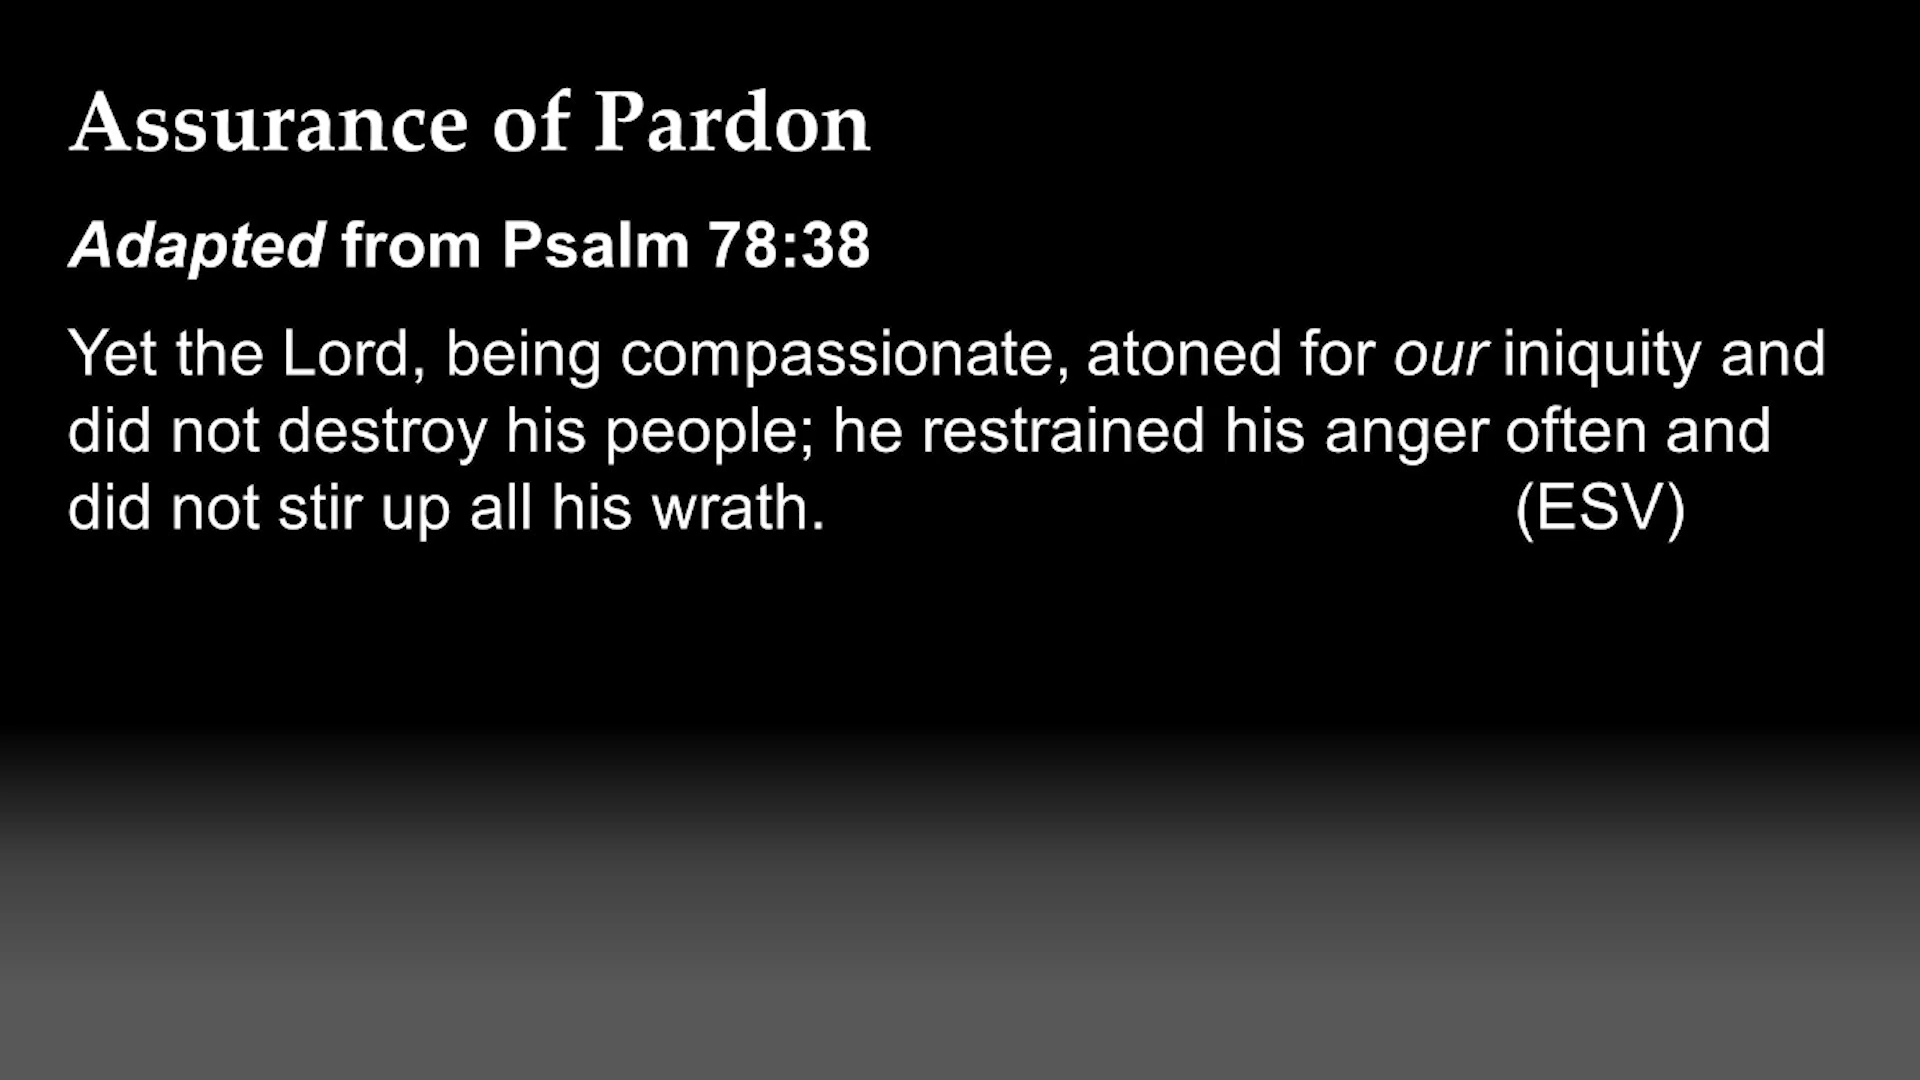 Assurance of Pardon
Adapted from Psalm 78:38
Yet the Lord, being compassionate, atoned for our iniquity and
did not destroy his people; he restrained his anger often and
did not stir up all his wrath. (ESV)